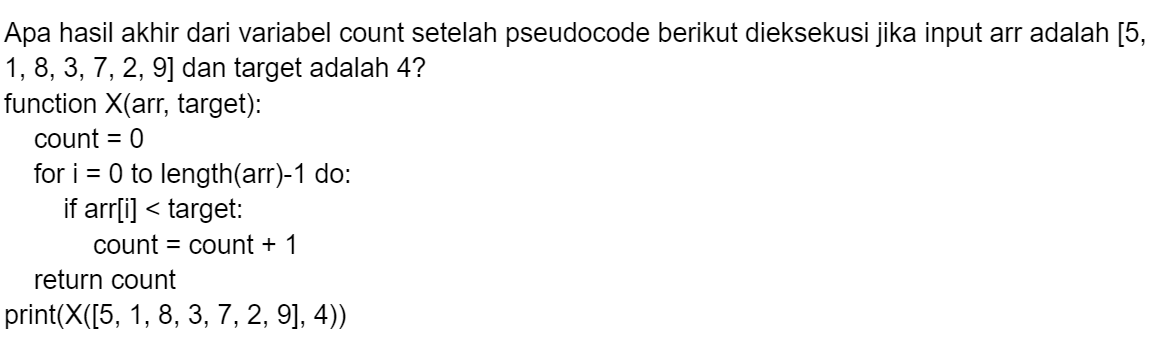 Apa hasil akhir dari variabel count setelah pseudocode berikut dieksekusi jika input arr adalah [5,
1, 8, 3, 7, 2, 9] dan target adalah 4?
function X(arr, target):
count = 0
for i = 0 to length(arr)-1 do:
if arr[i] < target:
count = count + 1
return count
print(X([5, 1, 8, 3, 7, 2, 9], 4))